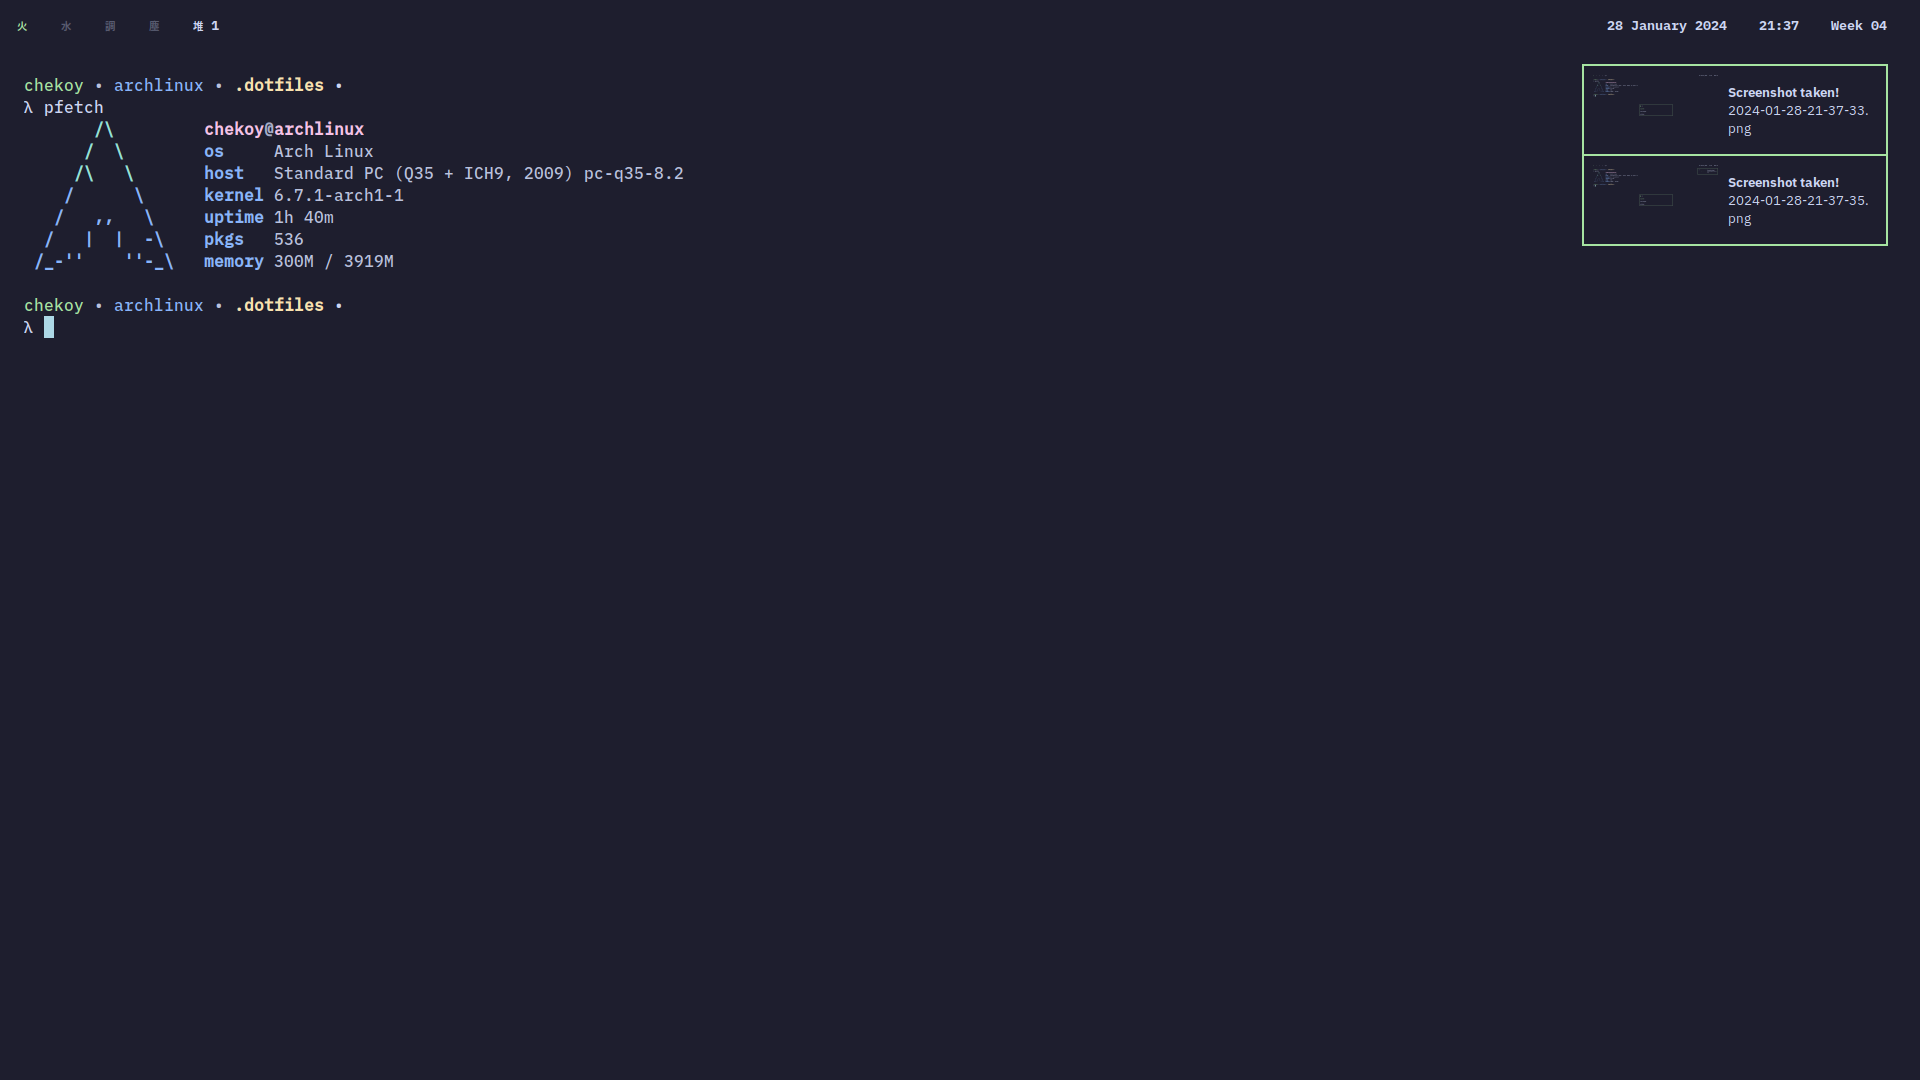 火 水 調 塵 堆 1 28 January 2024 21:37 Week 04
chekoy • archlinux • .dotfiles •
λ pfetch
/\ chekoy@archlinux
/ \ os Arch Linux
/\ \ host Standard PC (Q35 + ICH9, 2009) pc-q35-8.2
/ \ kernel 6.7.1-arch1-1
/ ,, \ uptime 1h 40m
/ | | -\ pkgs 536
/_-'' ''-_\ memory 300M / 3919M
chekoy • archlinux • .dotfiles •
λ
Screenshot taken!
2024-01-28-21-37-33.
png
Screenshot taken!
2024-01-28-21-37-35.
png